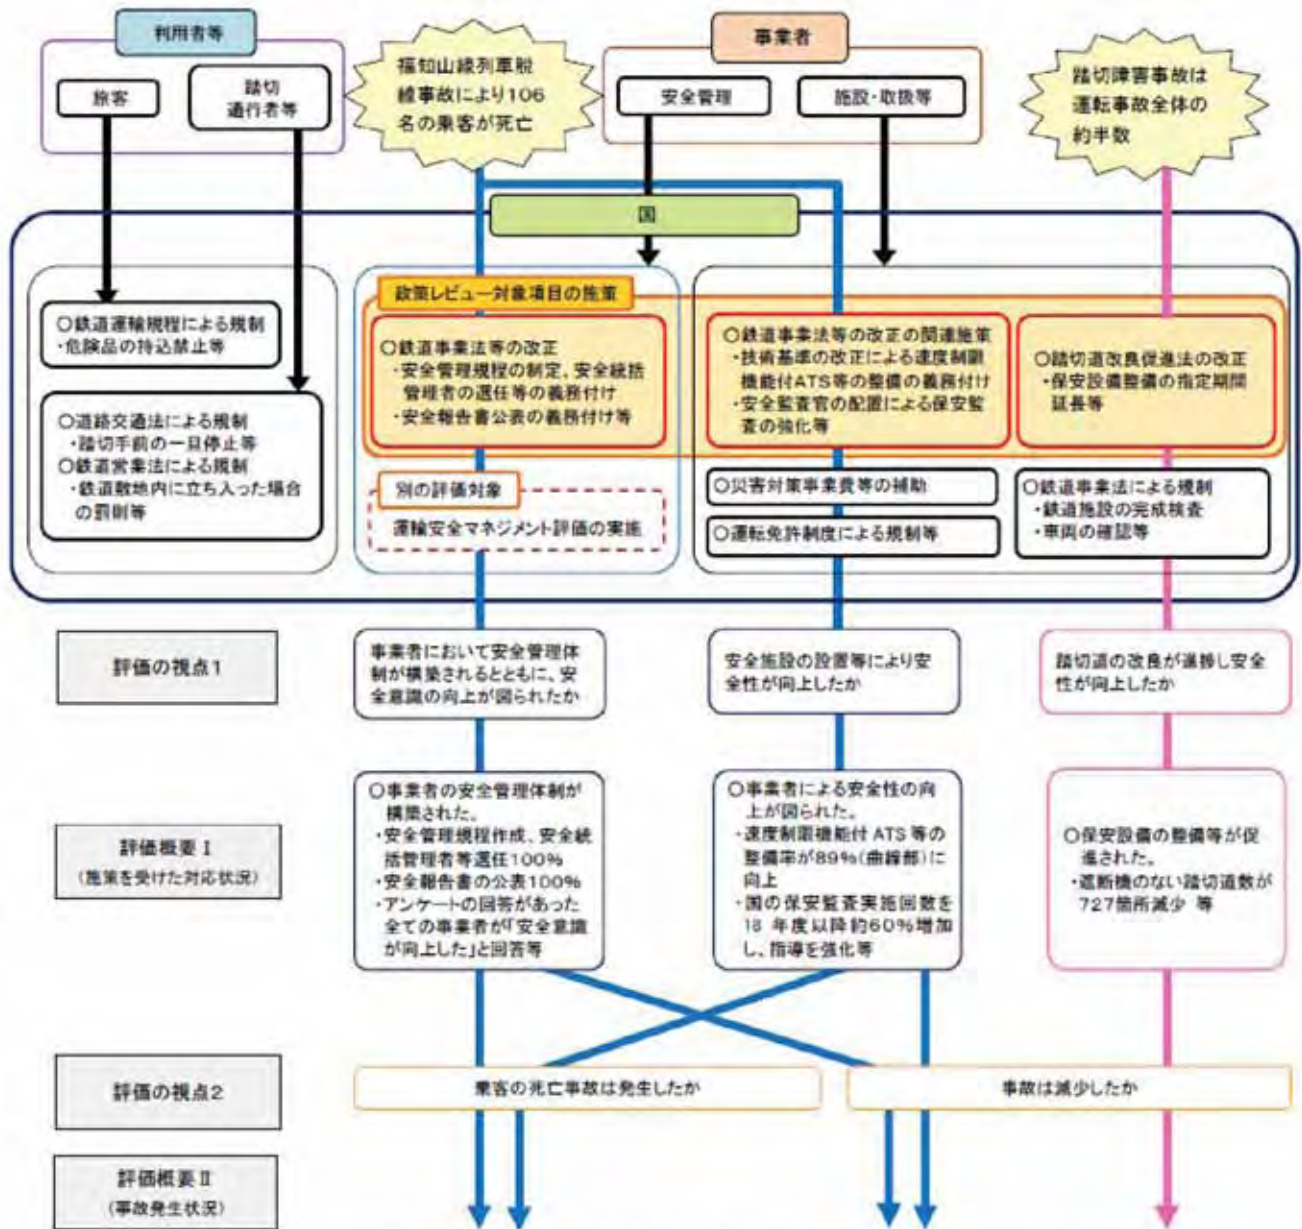 利用者等
旅客
踏切
通行者等
福知山線列車脱
線事故により106
名の乗客が死亡
事業者
安全管理
施設・取扱等
踏切障害事故は
運転事故全体の
約半数
国
〇鉄道運輸規程による規制
・危険品の持込禁止等
〇道路交通法による規制
・踏切手前の一旦停止等
〇鉄道営業法による規制
・鉄道敷地内に立ち入った場合
の罰則等
政策レビュー対象項目の施策
〇鉄道事業法等の改正
・安全管理規程の制定、安全統括
管理者の選任等の義務付け
・安全報告書公表の義務付け等
〇鉄道事業法等の改正の関連施策
・技術基準の改正による速度制限
機能付ATS等の整備の義務付け
・安全監査官の配置による保安監
査の強化等
〇踏切道改良促進法の改正
・保安設備整備の指定期間
延長等
別の評価対象
運輸安全マネジメント評価の実施
〇災害対策事業費等の補助
〇運転免許制度による規制等
〇鉄道事業法による規制
・鉄道施設の完成検査
・車両の確認等
評価の視点1
事業者において安全管理体
制が構築されるとともに、安
全意識の向上が図られたか
安全施設の設置等により安
全性が向上したか
踏切道の改良が進捗し安全
性が向上したか
評価概要Ⅰ
(施策を受けた対応状況)
〇事業者の安全管理体制が
構築された。
・安全管理規程作成、安全統
括管理者等選任100%
・安全報告書の公表100%
・アンケートの回答があった
全ての事業者が「安全意識
が向上した」と回答等
〇事業者による安全性の向
上が図られた。
・速度制限機能付 ATS 等の
整備率が89%(曲線部)に
向上
・国の保安監査実施回数を
18 年度以降約60%増加
し、指導を強化等
〇保安設備の整備等が促
進された。
・遮断機のない踏切道数が
727箇所減少 等
評価の視点2
乗客の死亡事故は発生したか
事故は減少したか
評価概要Ⅱ
(事故発生状況)